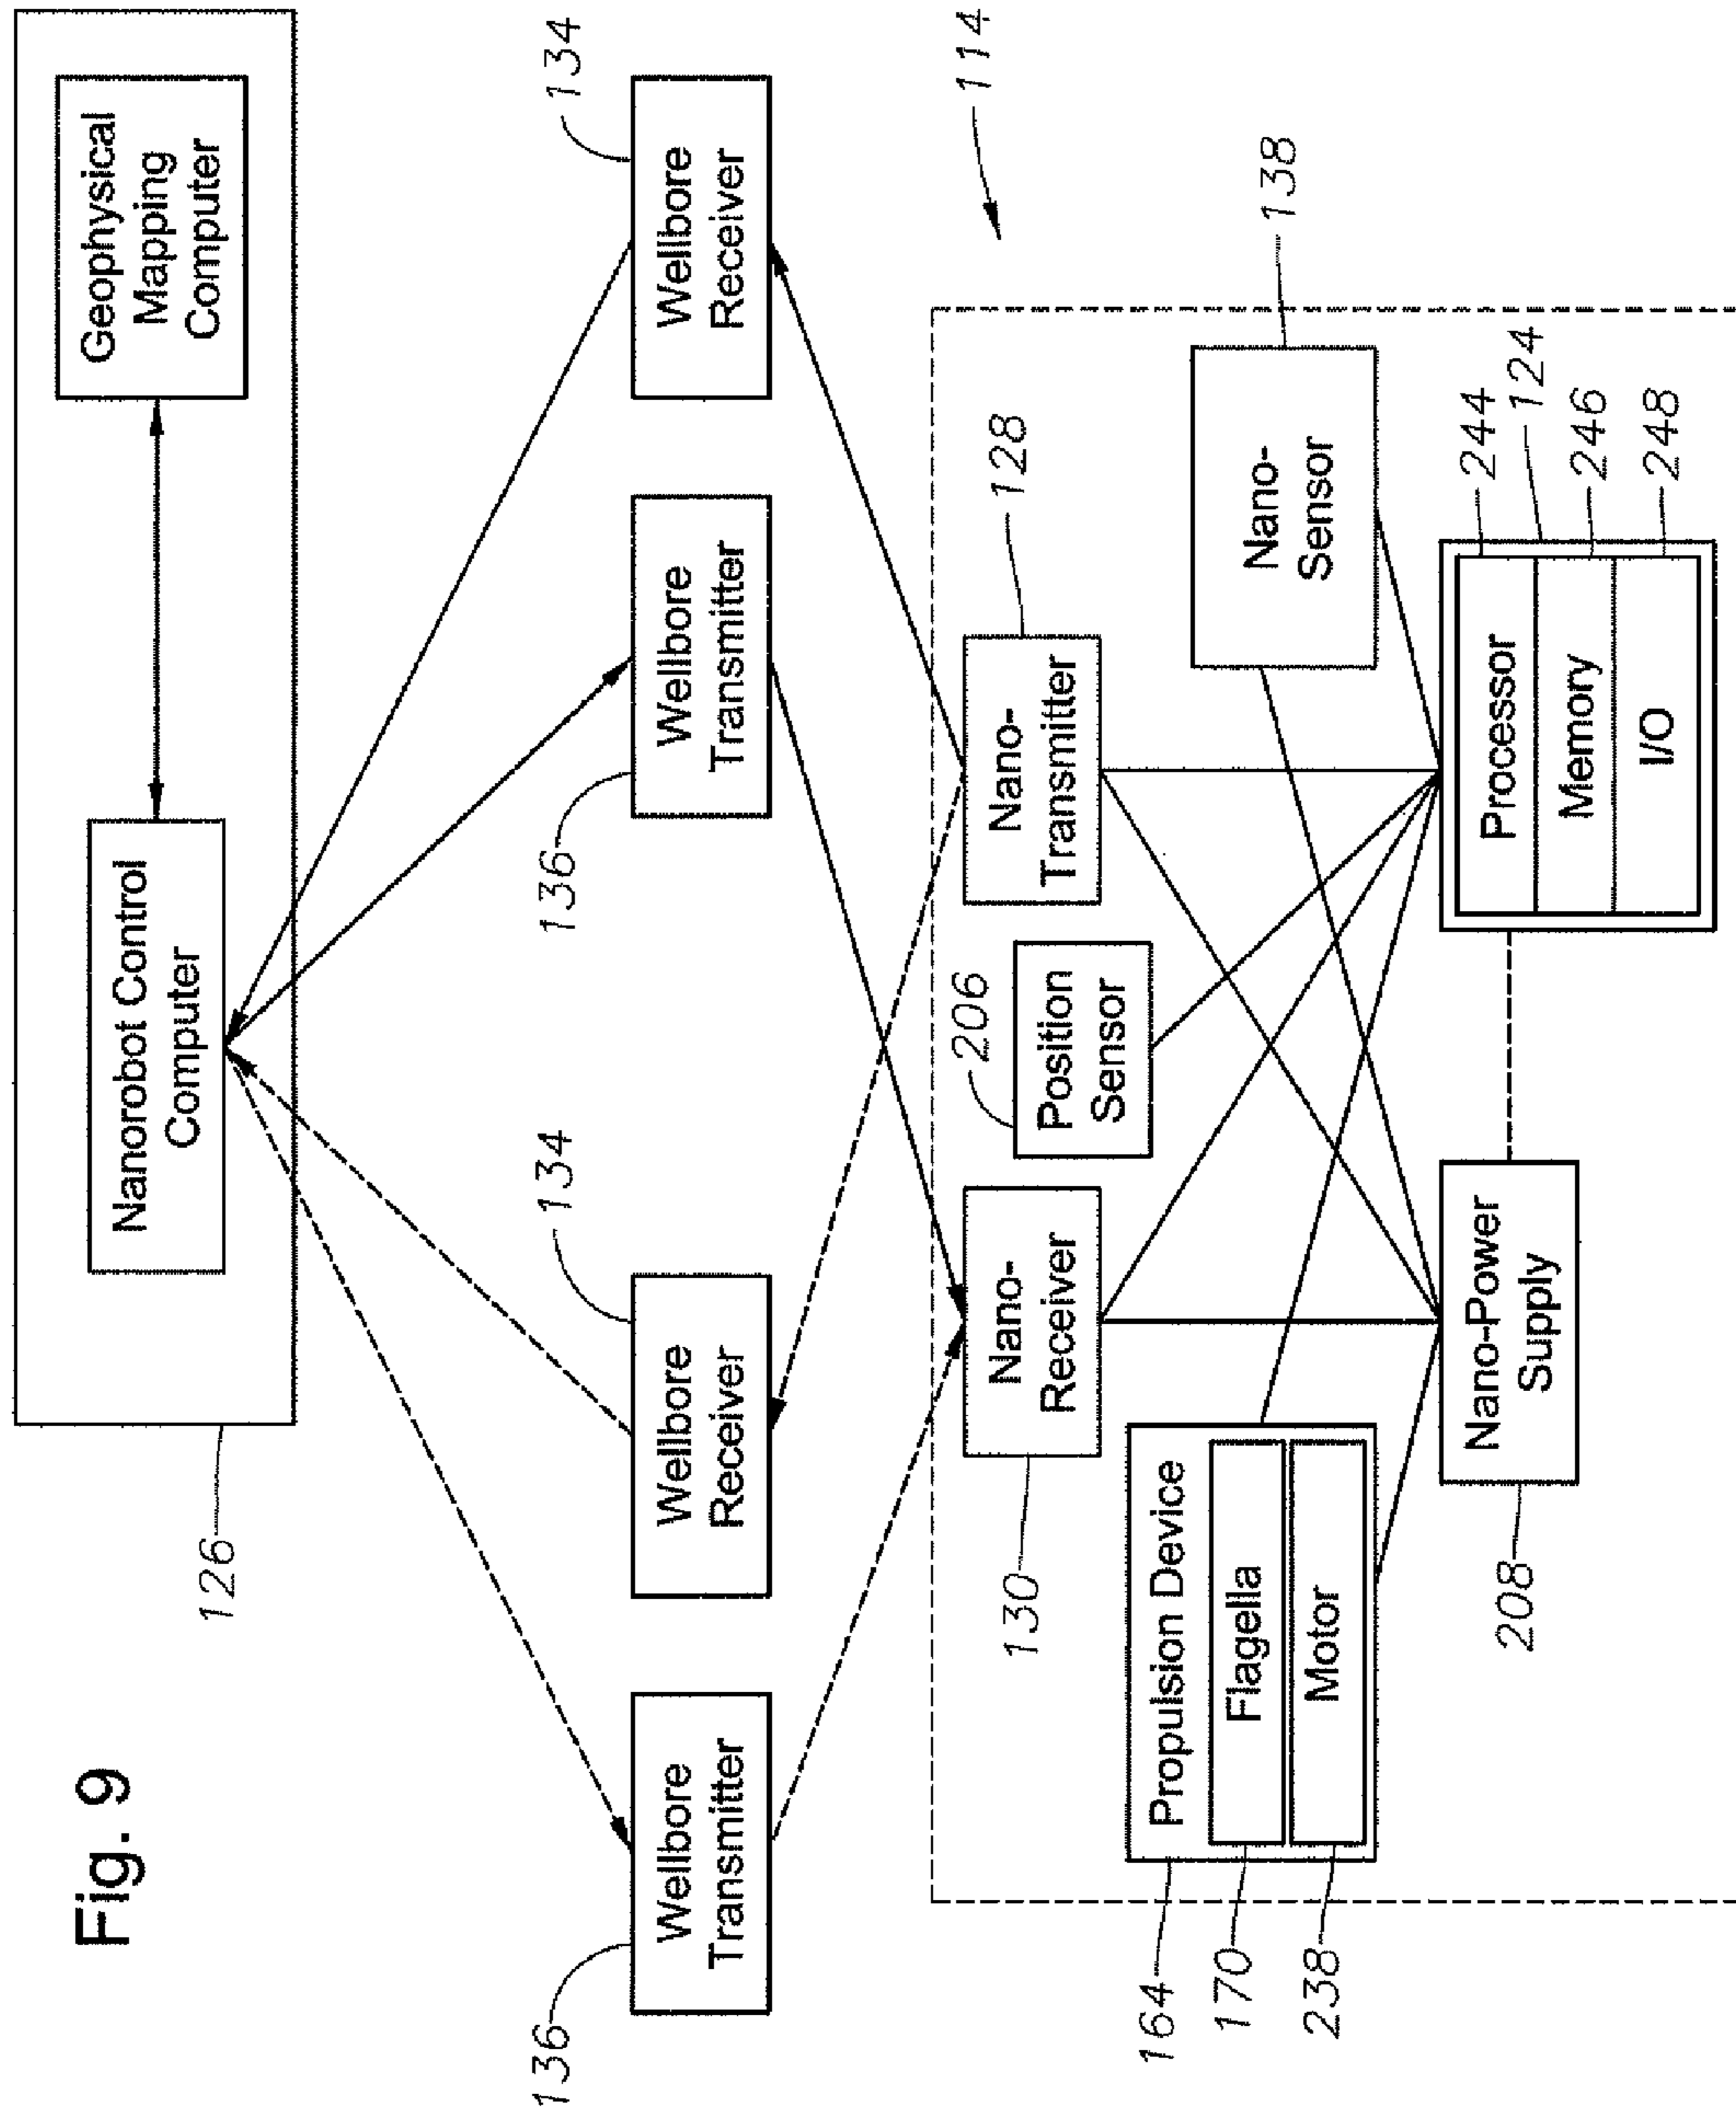 Fig. 9
126
Nanorobot Control
Computer
Geophysical
Mapping
Computer
136
Wellbore
Transmitter
134
Wellbore
Receiver
136
Wellbore
Transmitter
134
Wellbore
Receiver
114
130
Nano-
Receiver
206
Position
Sensor
Nano-
Transmitter
128
164
Propulsion Device
170
Flagella
238
Motor
Nano-
Sensor
138
208
Nano-Power
Supply
Processor
244
124
Memory
246
I/O
248